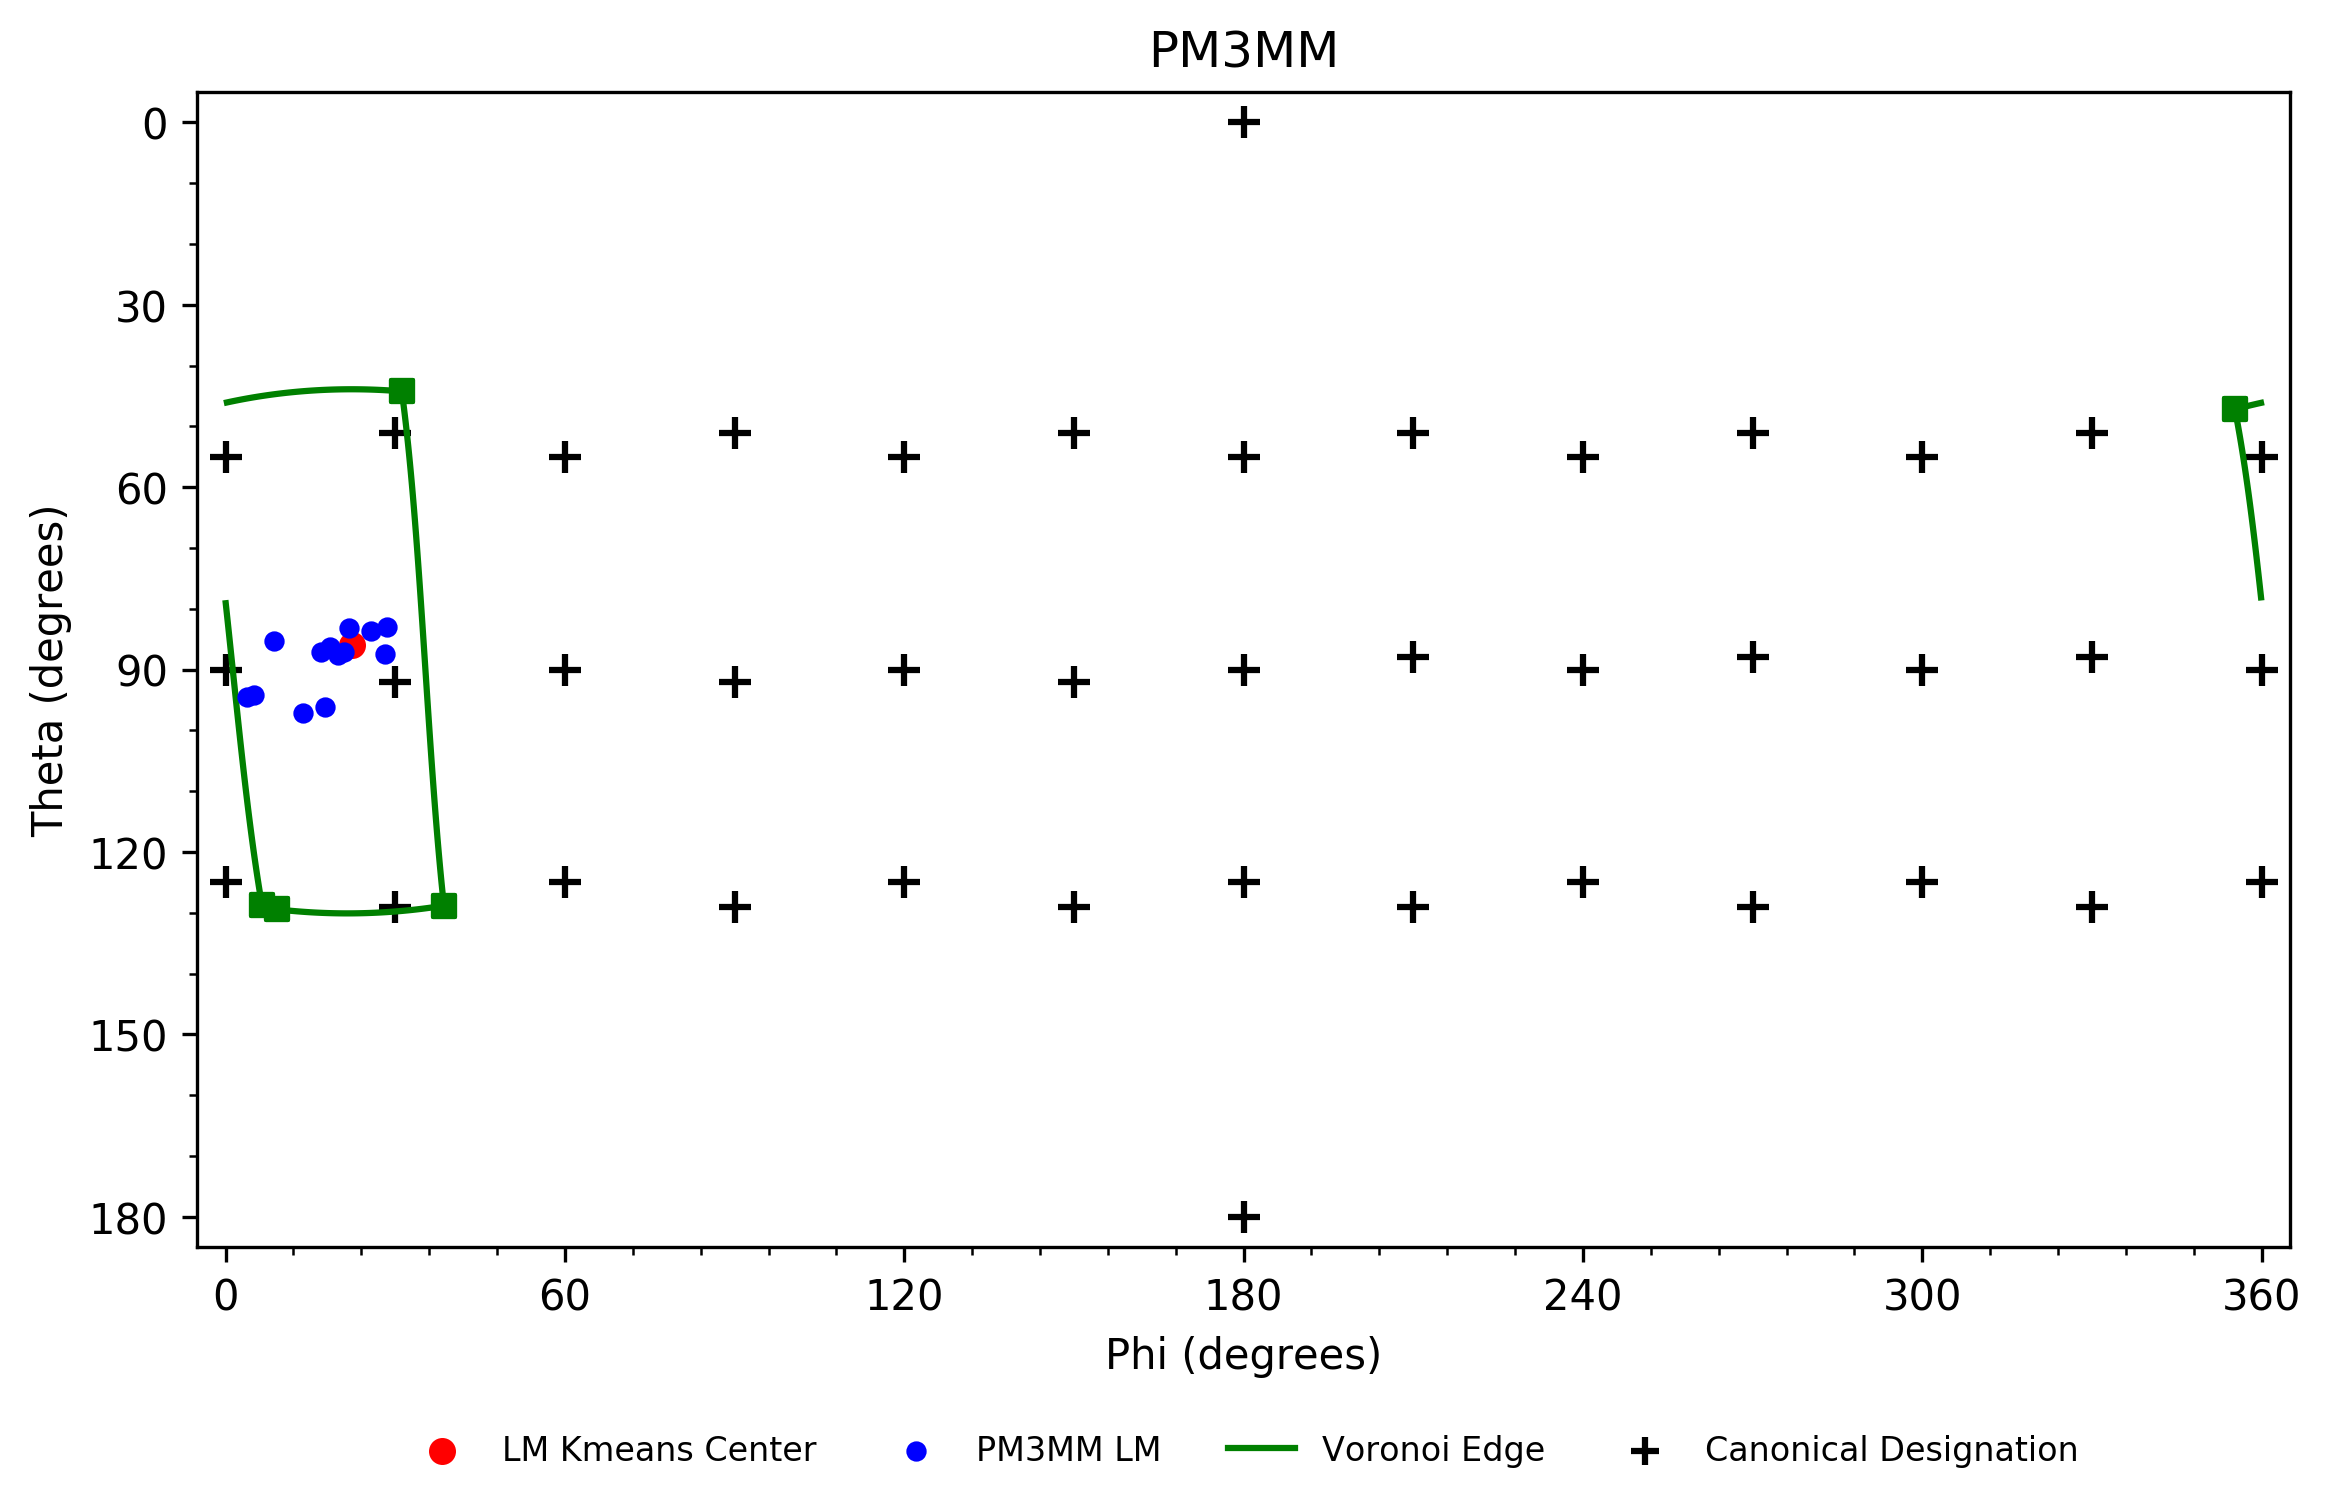 PM3MM
0
30
60
90
120
150
180
Theta (degrees)
0 60 120 180 240 300 360
Phi (degrees)
LM Kmeans Center PM3MM LM Voronoi Edge Canonical Designation